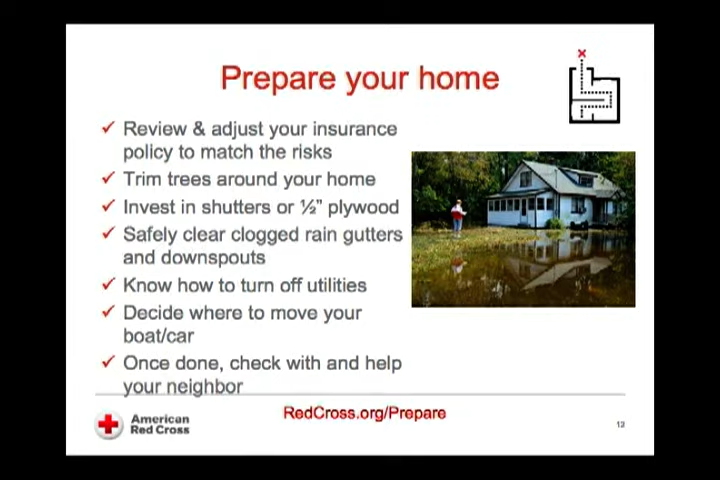 Prepare your home
✓ Review & adjust your insurance
policy to match the risks
✓ Trim trees around your home
✓ Invest in shutters or ½" plywood
✓ Safely clear clogged rain gutters
and downspouts
✓ Know how to turn off utilities
✓ Decide where to move your
boat/car
✓ Once done, check with and help
your neighbor
American
Red Cross
RedCross.org/Prepare
12